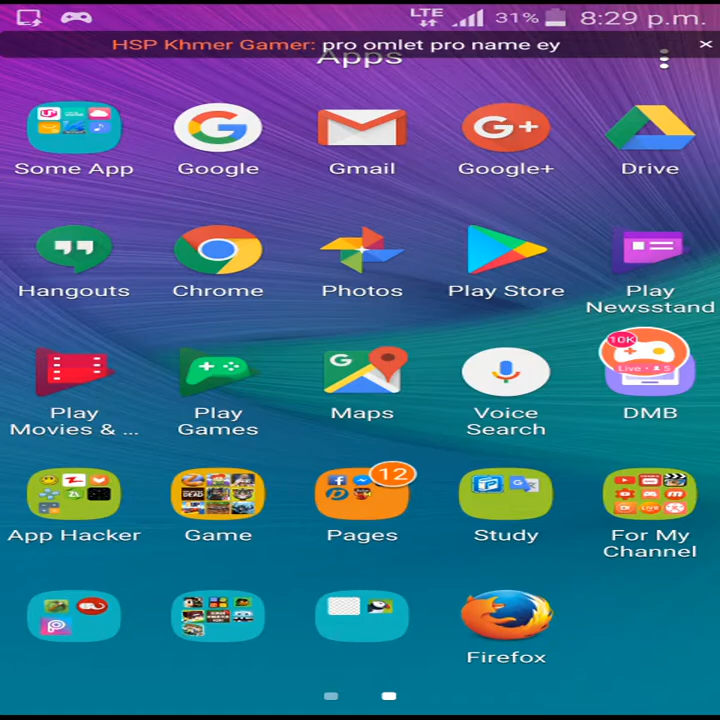 LTE 31% 8:29 p.m.
HSP Khmer Gamer: pro omlet pro name ey ×
Apps
Some App Google Gmail Google+ Drive
G+
Hangouts Chrome Photos Play Store Play Newsstand
10K
G Live • 5
Play Movies & ... Play Games Maps Voice Search DMB
12
App Hacker Game Pages Study For My Channel
Firefox